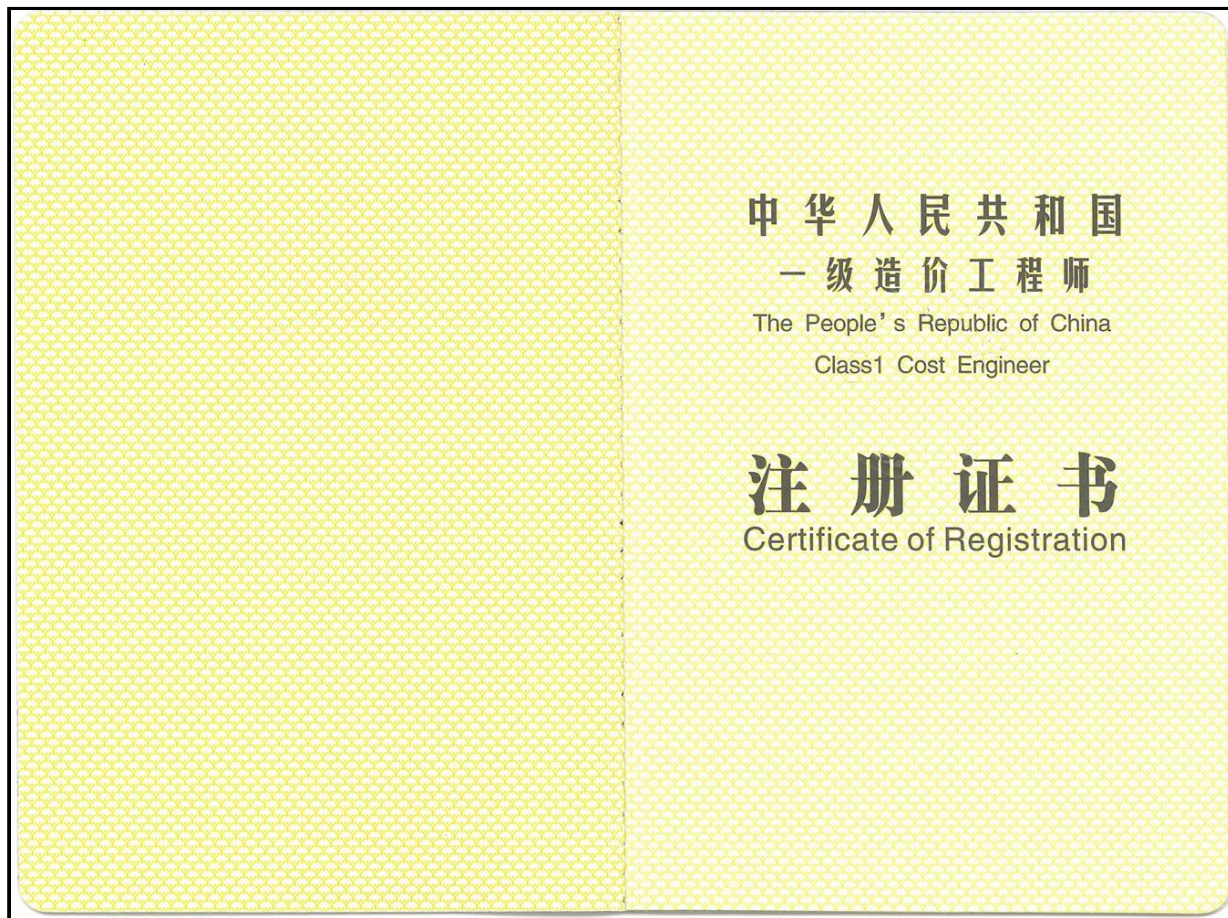 中华人民共和国
一级造价工程师
The People's Republic of China
Class1 Cost Engineer
注册证书
Certificate of Registration